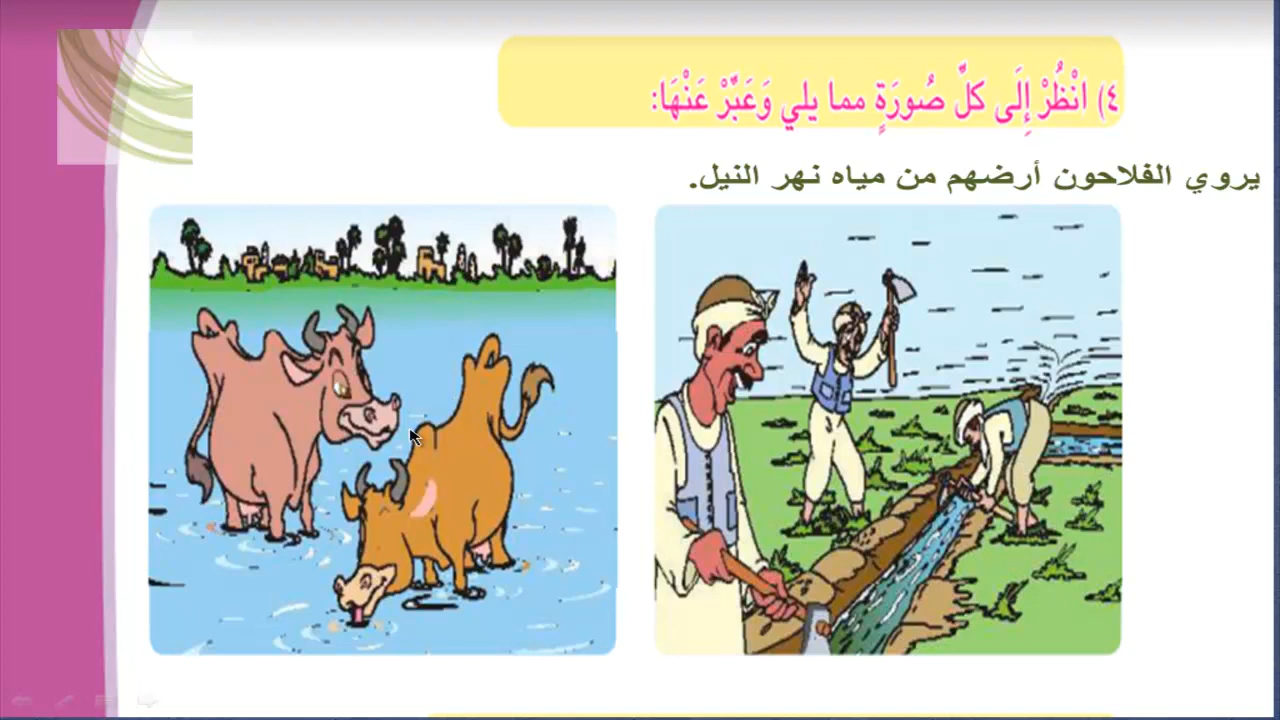 ٤) انْظُرْ إِلَى كلِّ صُورَةٍ مما يلي وَعَبِّرْ عَنْهَا:
يروي الفلاحون أرضهم من مياه نهر النيل.